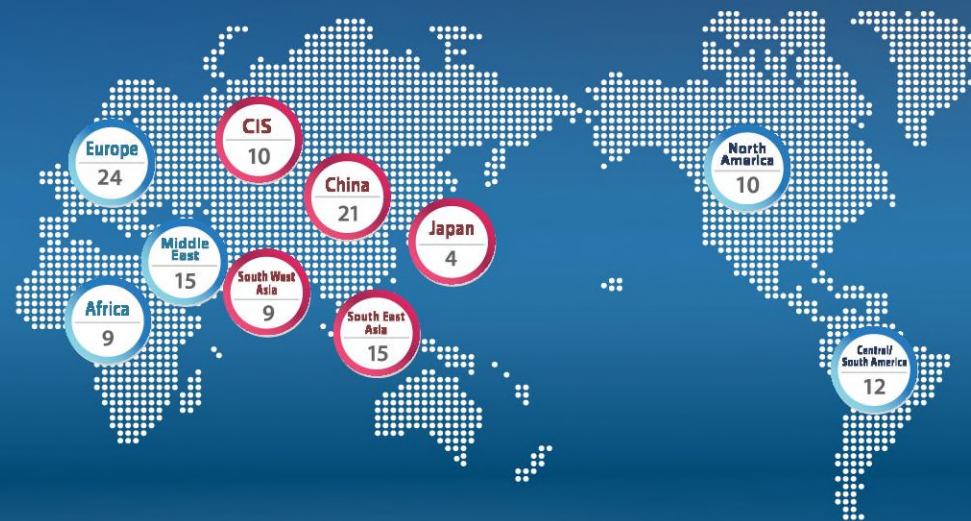 CIS
10
Europe
24
North
America
10
China
21
Japan
4
Middle
East
15
South West
Asia
9
Africa
9
South East
Asia
15
Central/
South America
12